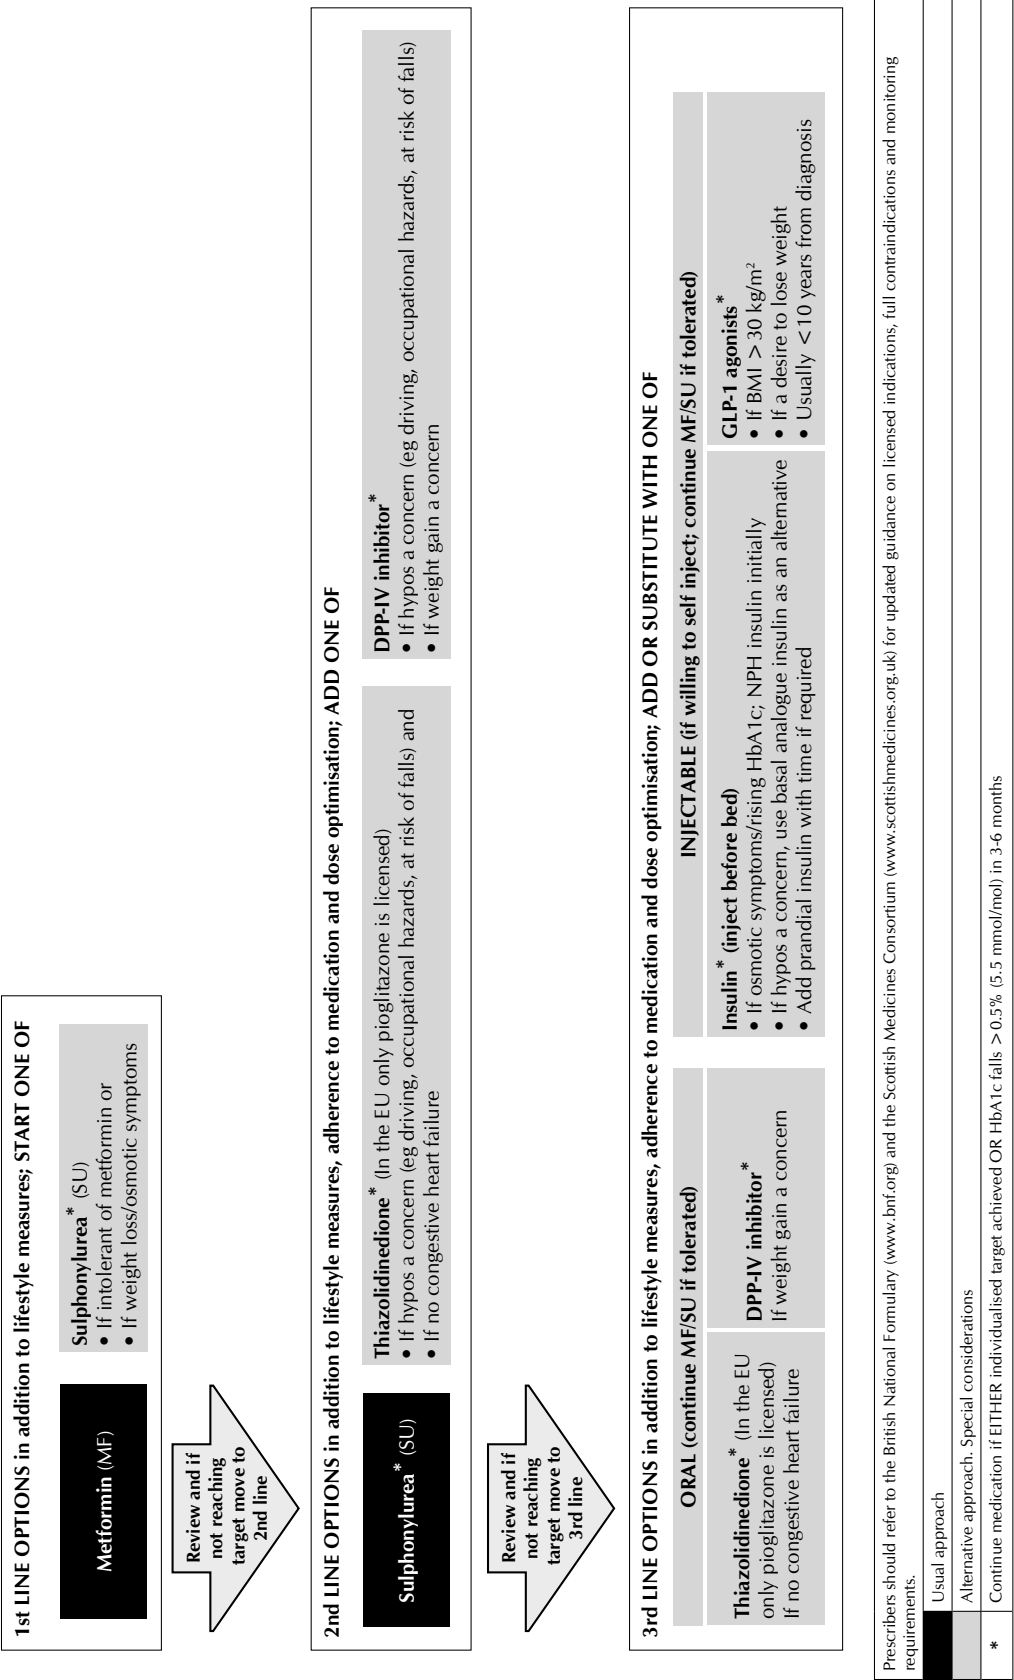 1st LINE OPTIONS in addition to lifestyle measures; START ONE OF
Metformin (MF)
Sulphonylurea* (SU)
• If intolerant of metformin or
• If weight loss/osmotic symptoms
Review and if
not reaching
target move to
2nd line
2nd LINE OPTIONS in addition to lifestyle measures, adherence to medication and dose optimisation; ADD ONE OF
Sulphonylurea* (SU)
Thiazolidinedione* (In the EU only pioglitazone is licensed)
• If hypos a concern (eg driving, occupational hazards, at risk of falls) and
• If no congestive heart failure
DPP-IV inhibitor*
• If hypos a concern (eg driving, occupational hazards, at risk of falls)
• If weight gain a concern
Review and if
not reaching
target move to
3rd line
3rd LINE OPTIONS in addition to lifestyle measures, adherence to medication and dose optimisation; ADD OR SUBSTITUTE WITH ONE OF
ORAL (continue MF/SU if tolerated)
Thiazolidinedione* (In the EU
only pioglitazone is licensed)
If no congestive heart failure
DPP-IV inhibitor*
If weight gain a concern
INJECTABLE (if willing to self inject; continue MF/SU if tolerated)
Insulin* (inject before bed)
• If osmotic symptoms/rising HbA1c; NPH insulin initially
• If hypos a concern, use basal analogue insulin as an alternative
• Add prandial insulin with time if required
GLP-1 agonists*
• If BMI > 30 kg/m²
• If a desire to lose weight
• Usually <10 years from diagnosis
Prescribers should refer to the British National Formulary (www.bnf.org) and the Scottish Medicines Consortium (www.scottishmedicines.org.uk) for updated guidance on licensed indications, full contraindications and monitoring
requirements.
Usual approach
Alternative approach. Special considerations
* Continue medication if EITHER individualised target achieved OR HbA1c falls >0.5% (5.5 mmol/mol) in 3-6 months